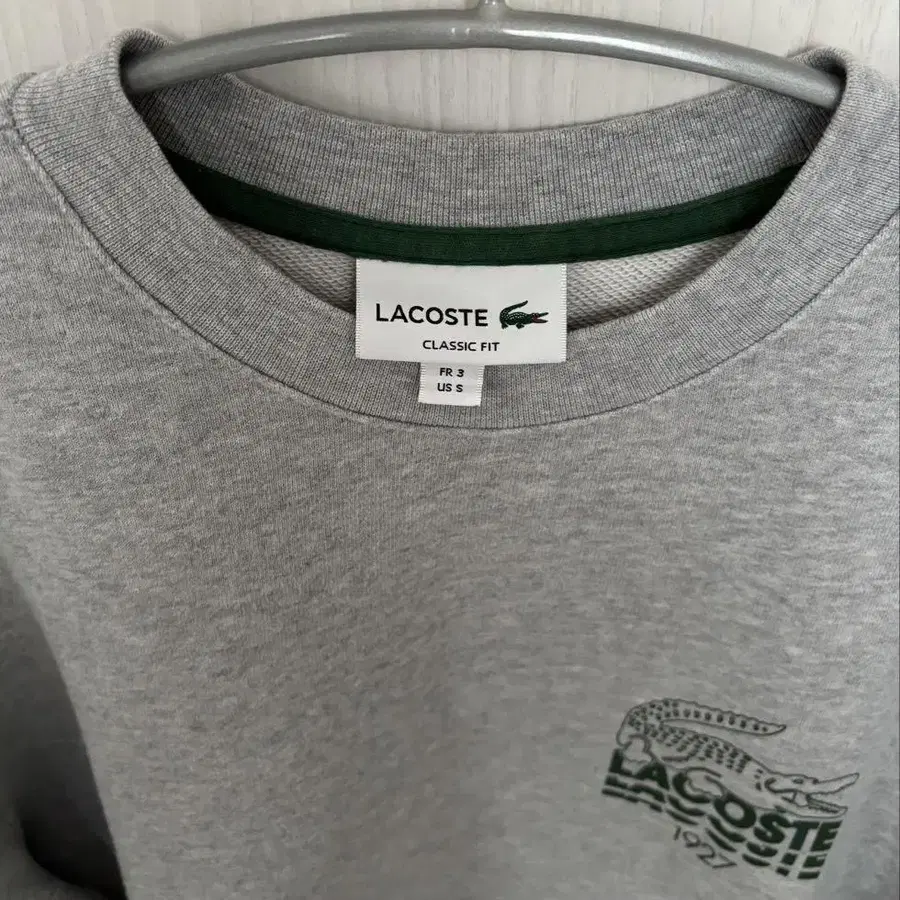 LACOSTE
CLASSIC FIT
FR 3
US S
LACOSTE
1927